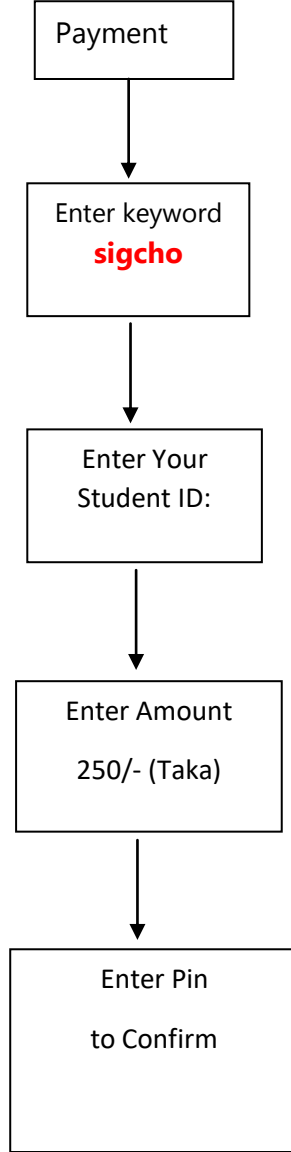 Payment
Enter keyword
sigcho
Enter Your
Student ID:
Enter Amount
250/- (Taka)
Enter Pin
to Confirm